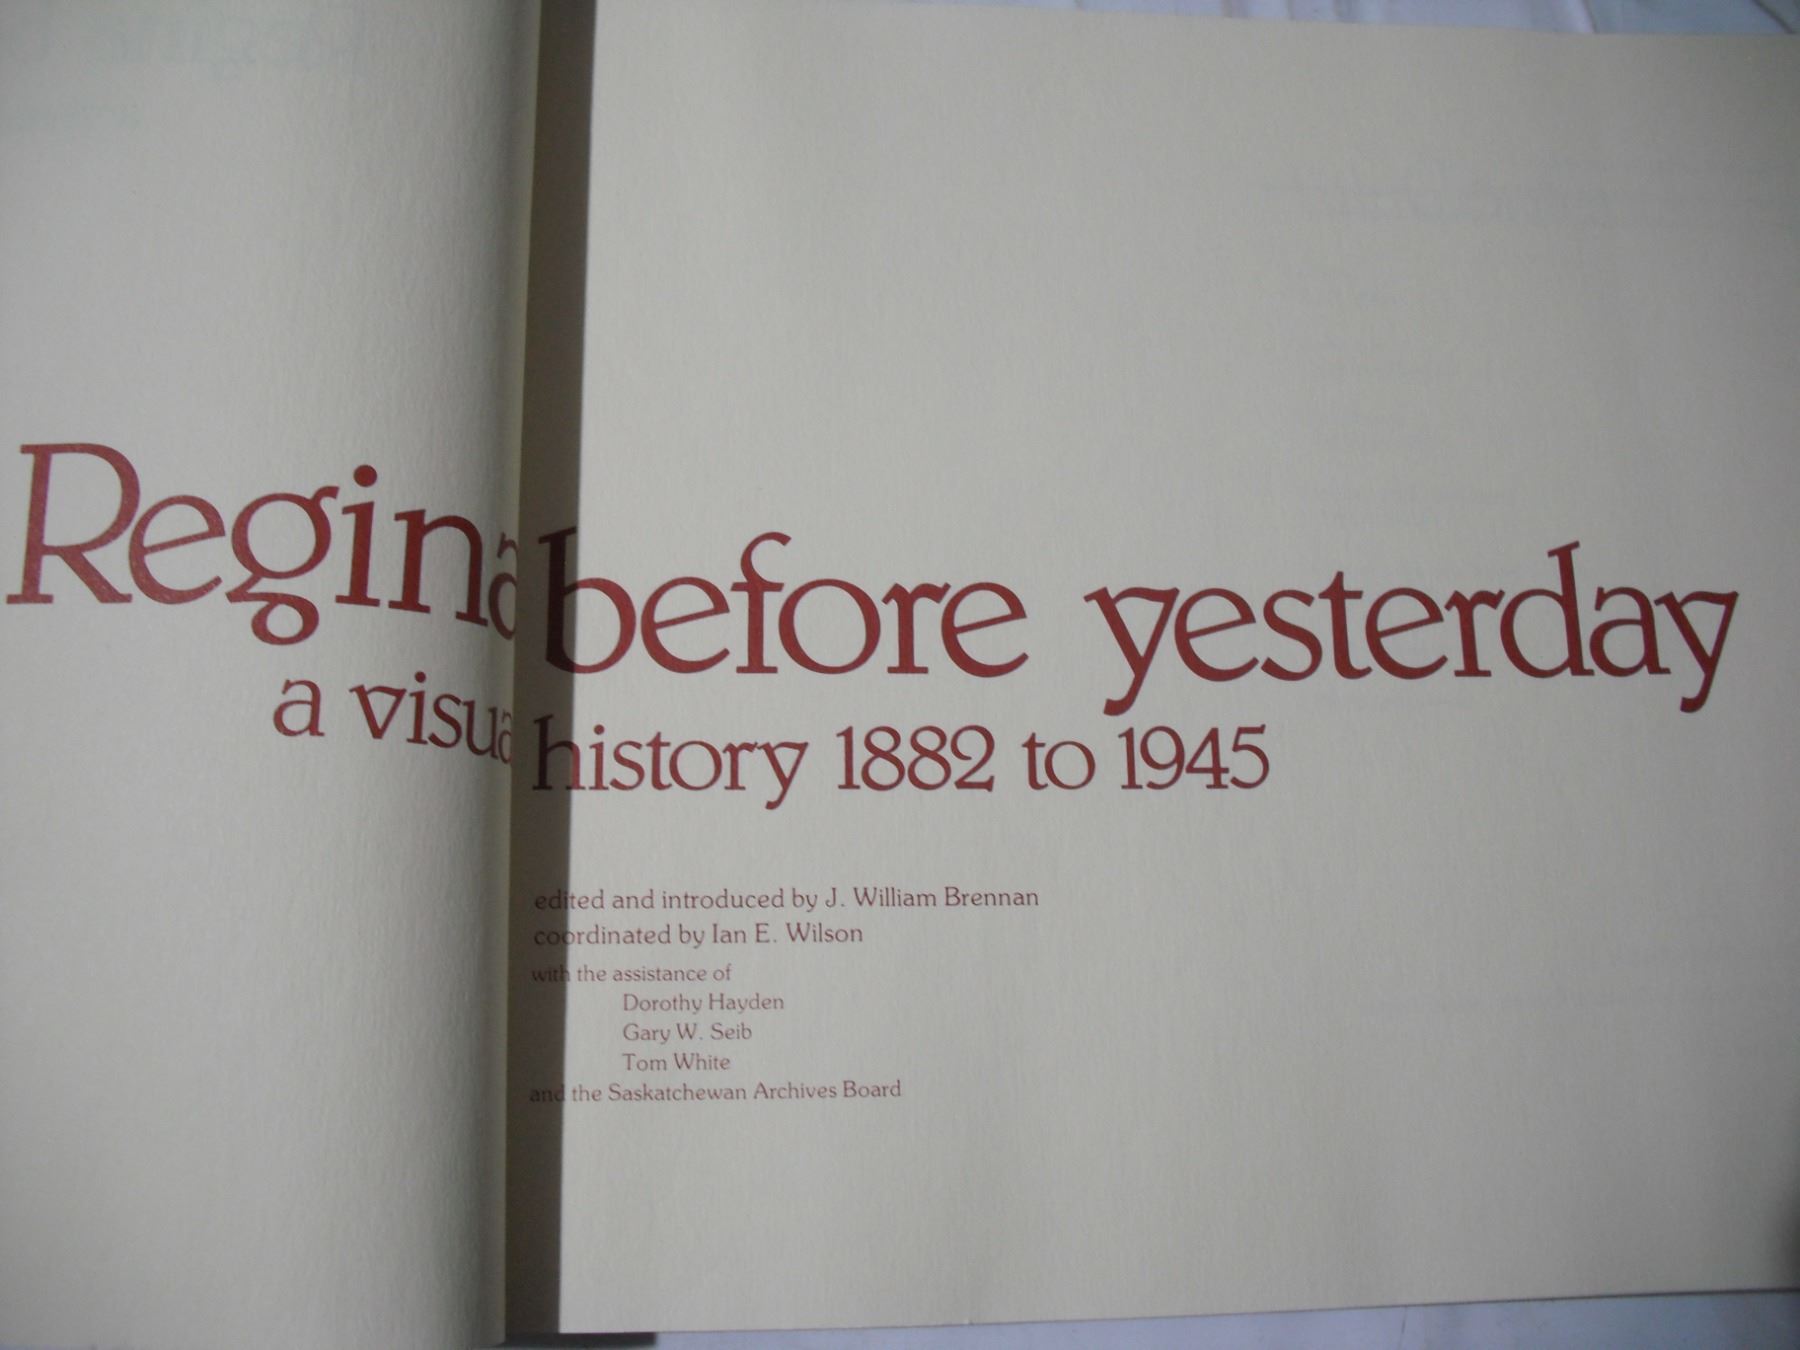 Regina before yesterday
a visual history 1882 to 1945
edited and introduced by J. William Brennan
coordinated by Ian E. Wilson
with the assistance of
Dorothy Hayden
Gary W. Seib
Tom White
and the Saskatchewan Archives Board